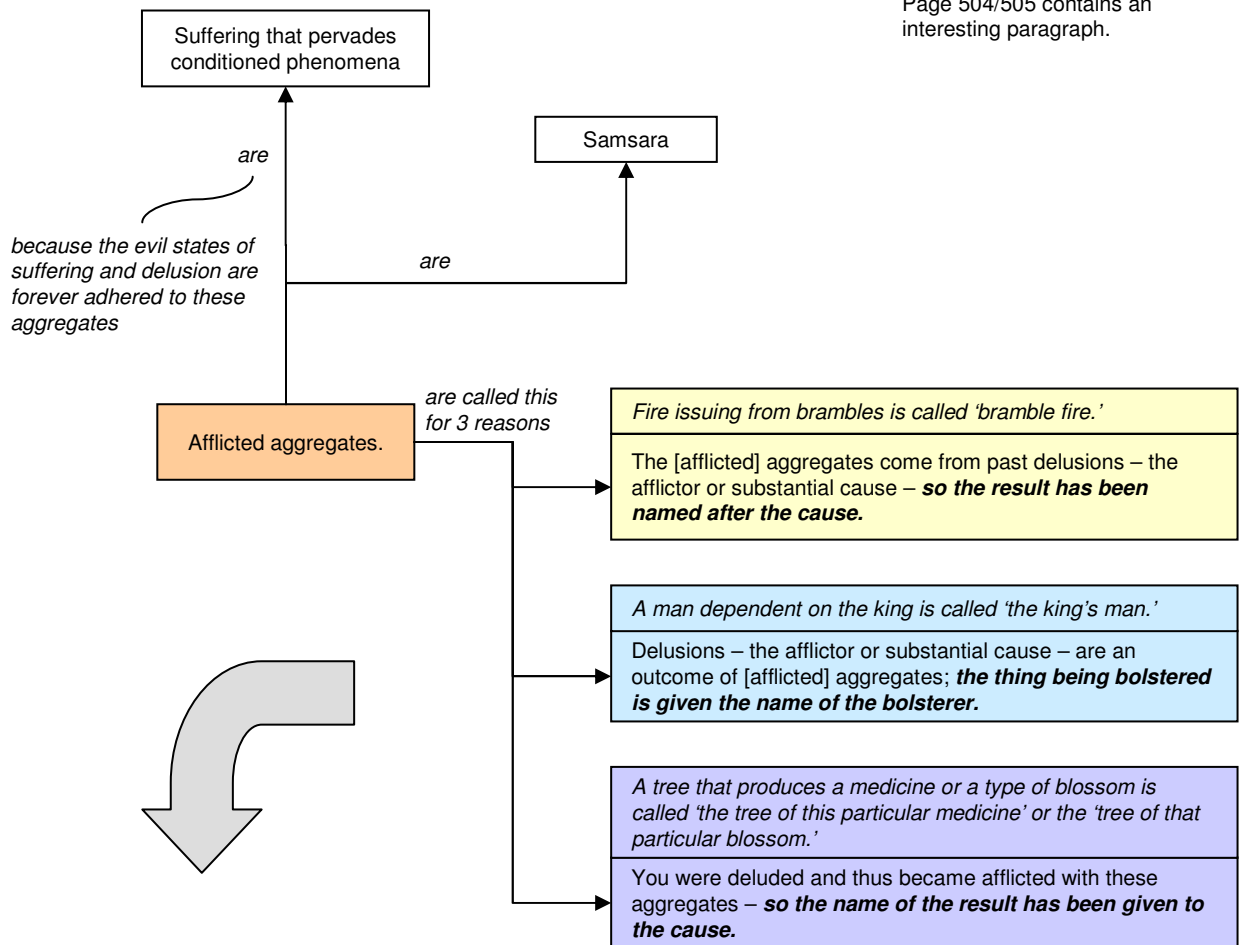 Page 504/505 contains an
interesting paragraph.
Suffering that pervades
conditioned phenomena
Samsara
are
because the evil states of
suffering and delusion are
forever adhered to these
aggregates
are
Afflicted aggregates.
are called this
for 3 reasons
Fire issuing from brambles is called ‘bramble fire.’
The [afflicted] aggregates come from past delusions – the
afflictor or substantial cause – so the result has been
named after the cause.
A man dependent on the king is called ‘the king’s man.’
Delusions – the afflictor or substantial cause – are an
outcome of [afflicted] aggregates; the thing being bolstered
is given the name of the bolsterer.
A tree that produces a medicine or a type of blossom is
called ‘the tree of this particular medicine’ or the ‘tree of that
particular blossom.’
You were deluded and thus became afflicted with these
aggregates – so the name of the result has been given to
the cause.